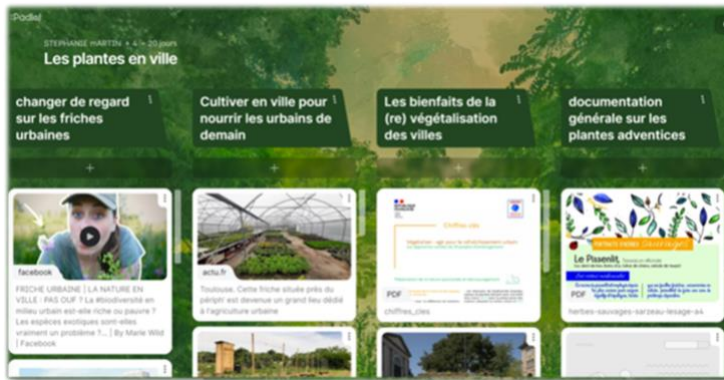 :Padlet
STEPHANIE MARTIN + 4 • 20 jours
Les plantes en ville
changer de regard
sur les friches
urbaines
Cultiver en ville pour
nourrir les urbains de
demain
Les bienfaits de la
(re) végétalisation
des villes
documentation
générale sur les
plantes adventices
facebook
FRICHE URBAINE | LA NATURE EN
VILLE : PAS OUF ? La #biodiversité en
milieu urbain est-elle riche ou pauvre ?
Les espèces exotiques sont-elles
vraiment un problème ?... | By Marie Wild
| Facebook
actu.fr
Toulouse. Cette friche située près du
périph' est devenue un grand lieu dédié
à l'agriculture urbaine
Chiffres clés
PDF
chiffres_cles
Le Pissenlit,
PDF
herbes-sauvages-sarzeau-lesage-a4